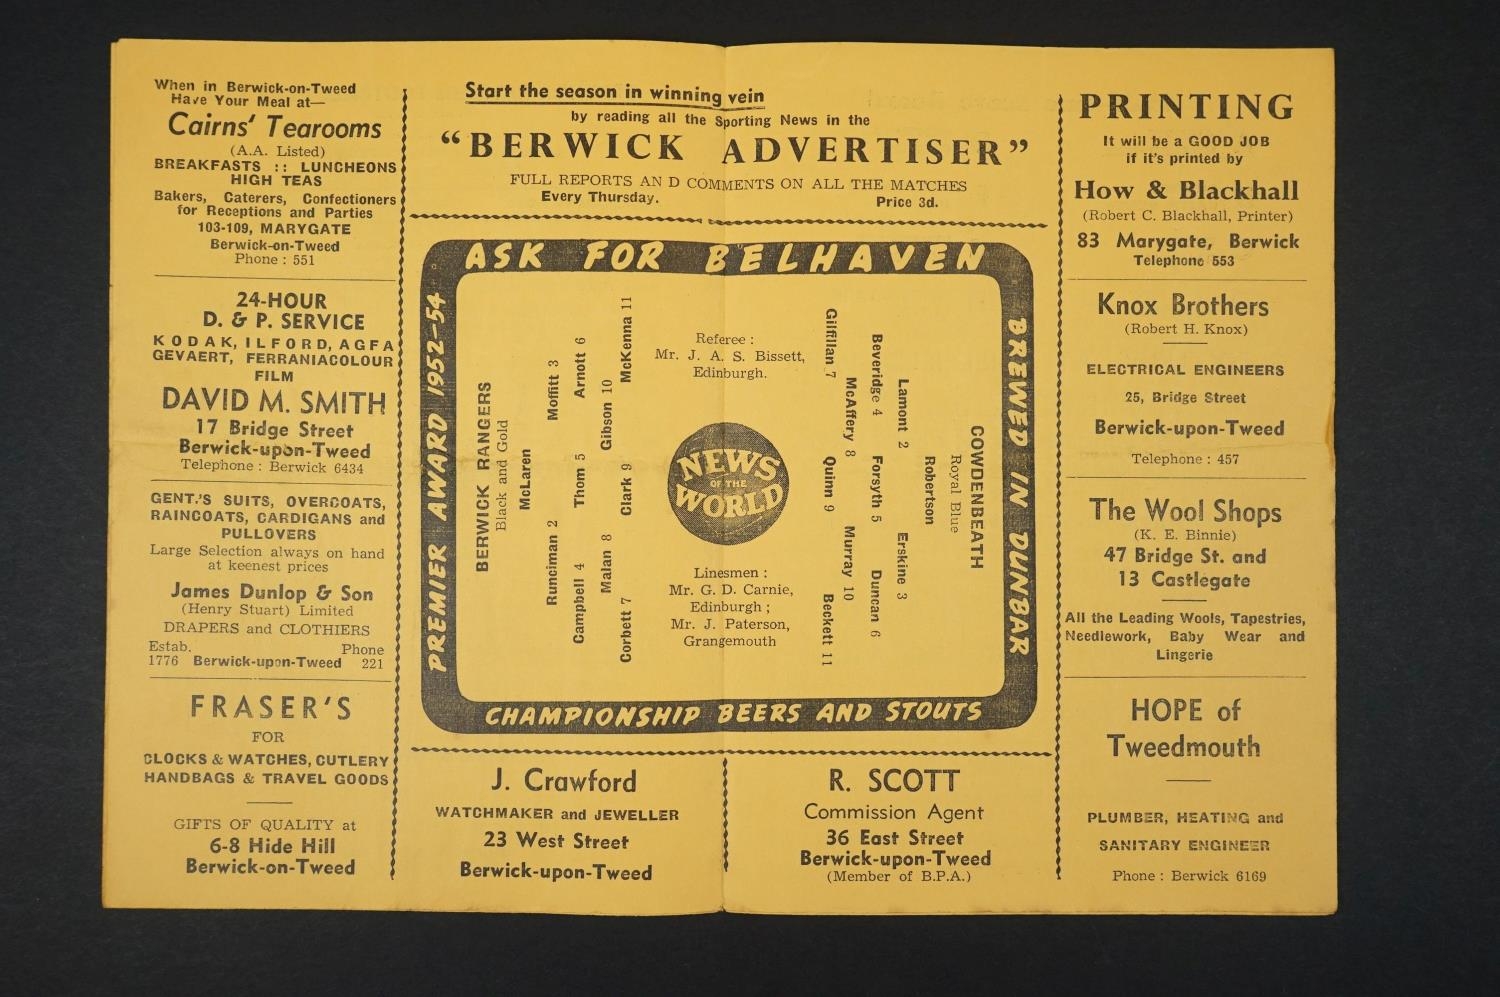 When in Berwick-on-Tweed
Have Your Meal at—
Cairns' Tearooms
(A.A. Listed)
BREAKFASTS :: LUNCHEONS
HIGH TEAS
Bakers, Caterers, Confectioners
for Receptions and Parties
103-109, MARYGATE
Berwick-on-Tweed
Phone : 551
24-HOUR
D. & P. SERVICE
KODAK, ILFORD, AGFA
GEVAERT, FERRANIACOLOUR
FILM
DAVID M. SMITH
17 Bridge Street
Berwick-upon-Tweed
Telephone : Berwick 6434
GENT.'S SUITS, OVERCOATS,
RAINCOATS, CARDIGANS and
PULLOVERS
Large Selection always on hand
at keenest prices
James Dunlop & Son
(Henry Stuart) Limited
DRAPERS and CLOTHIERS
Estab. Phone
1776 Berwick-upon-Tweed 221
FRASER'S
FOR
CLOCKS & WATCHES, CUTLERY
HANDBAGS & TRAVEL GOODS
GIFTS OF QUALITY at
6-8 Hide Hill
Berwick-on-Tweed
Start the season in winning vein
by reading all the Sporting News in the
"BERWICK ADVERTISER"
FULL REPORTS AN D COMMENTS ON ALL THE MATCHES
Every Thursday. Price 3d.
ASK FOR BELHAVEN
PREMIER AWARD 1952-54
BERWICK RANGERS
Black and Gold
McLaren
Runciman 2 Moffitt 3
Campbell 4 Thom 5 Arnott 6
Malan 8 Gibson 10
Corbett 7 Clark 9 McKenna 11
Referee :
Mr. J. A. S. Bissett,
Edinburgh.
NEWS
OF THE
WORLD
Linesmen :
Mr. G. D. Carnie,
Edinburgh ;
Mr. J. Paterson,
Grangemouth
Gilfillan 7 Quinn 9 Beckett 11
McAffery 8 Murray 10
Beveridge 4 Forsyth 5 Duncan 6
Lamont 2 Erskine 3
Robertson
Royal Blue
COWDENBEATH
BREWED IN DUNBAR
CHAMPIONSHIP BEERS AND STOUTS
J. Crawford
WATCHMAKER and JEWELLER
23 West Street
Berwick-upon-Tweed
R. SCOTT
Commission Agent
36 East Street
Berwick-upon-Tweed
(Member of B.P.A.)
PRINTING
It will be a GOOD JOB
if it's printed by
How & Blackhall
(Robert C. Blackhall, Printer)
83 Marygate, Berwick
Telephone 553
Knox Brothers
(Robert H. Knox)
ELECTRICAL ENGINEERS
25, Bridge Street
Berwick-upon-Tweed
Telephone : 457
The Wool Shops
(K. E. Binnie)
47 Bridge St. and
13 Castlegate
All the Leading Wools, Tapestries,
Needlework, Baby Wear and
Lingerie
HOPE of
Tweedmouth
PLUMBER, HEATING and
SANITARY ENGINEER
Phone : Berwick 6169